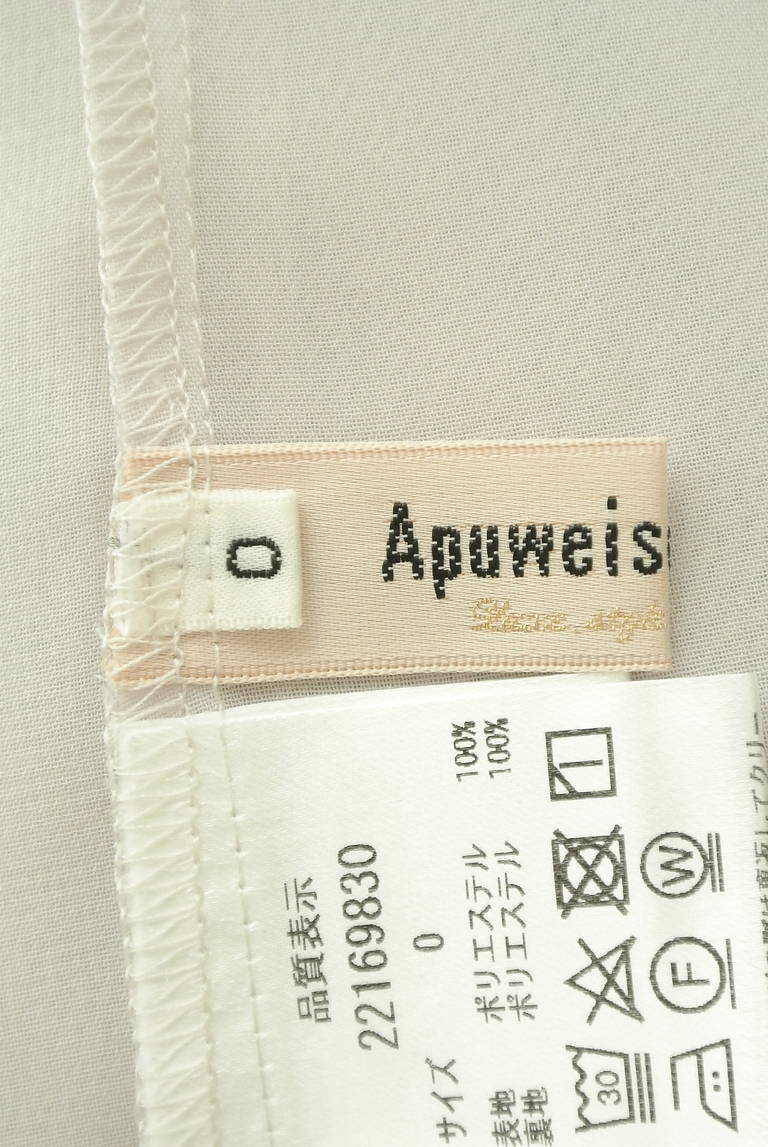 0
Apuweis
品質表示
22169830
サイズ 0
表地 ポリエステル 100%
裏地 ポリエステル 100%
30
F
W